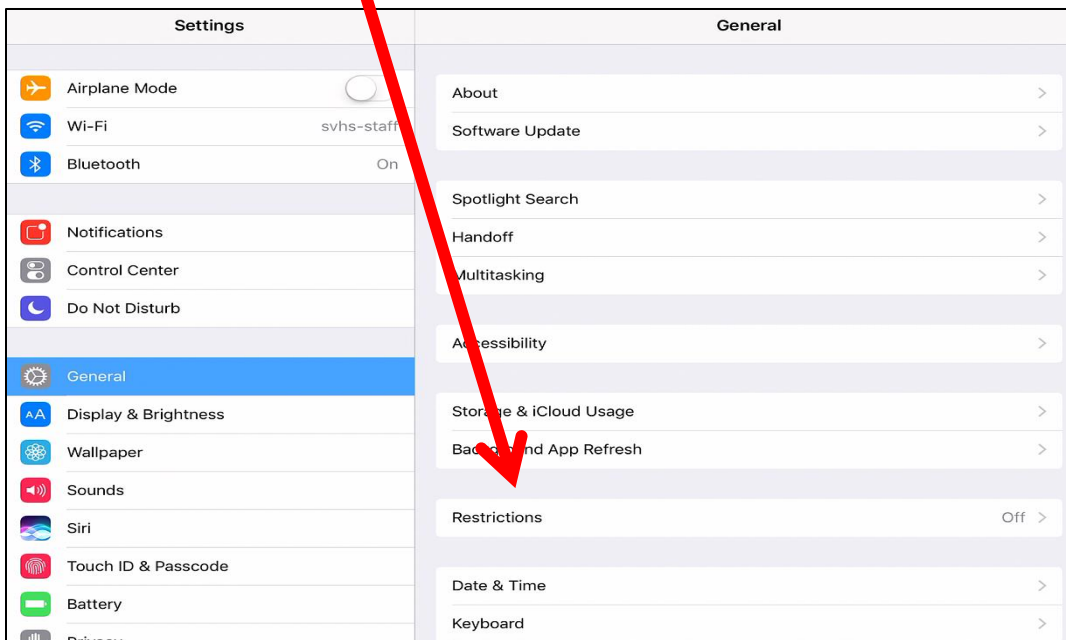 Settings
Airplane Mode
Wi-Fi svhs-staff
Bluetooth On
Notifications
Control Center
Do Not Disturb
General
AA Display & Brightness
Wallpaper
Sounds
Siri
Touch ID & Passcode
Battery
Privacy
General
About
Software Update
Spotlight Search
Handoff
Multitasking
Accessibility
Storage & iCloud Usage
Background App Refresh
Restrictions Off
Date & Time
Keyboard